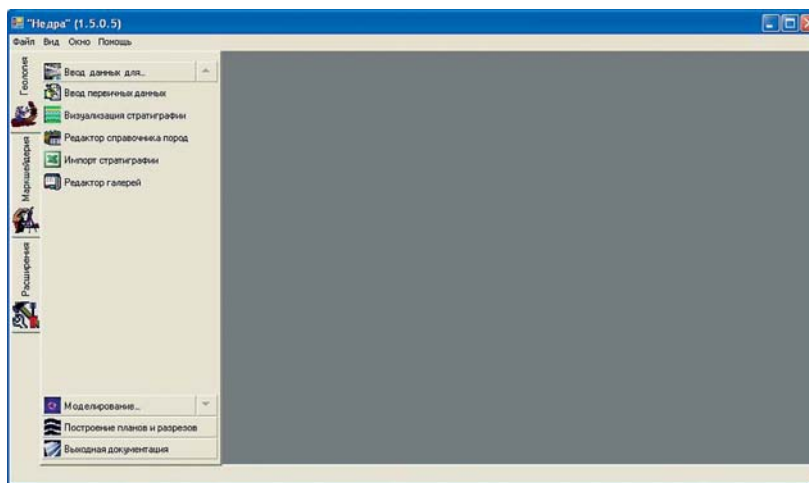 "Недра" (1.5.0.5)
Файл Вид Окно Помощь
Геология
Маркшейдерия
Расширения
Ввод данных для...
Ввод первичных данных
Визуализация стратиграфии
Редактор справочника пород
Импорт стратиграфии
Редактор галерей
Моделирование...
Построение планов и разрезов
Выходная документация